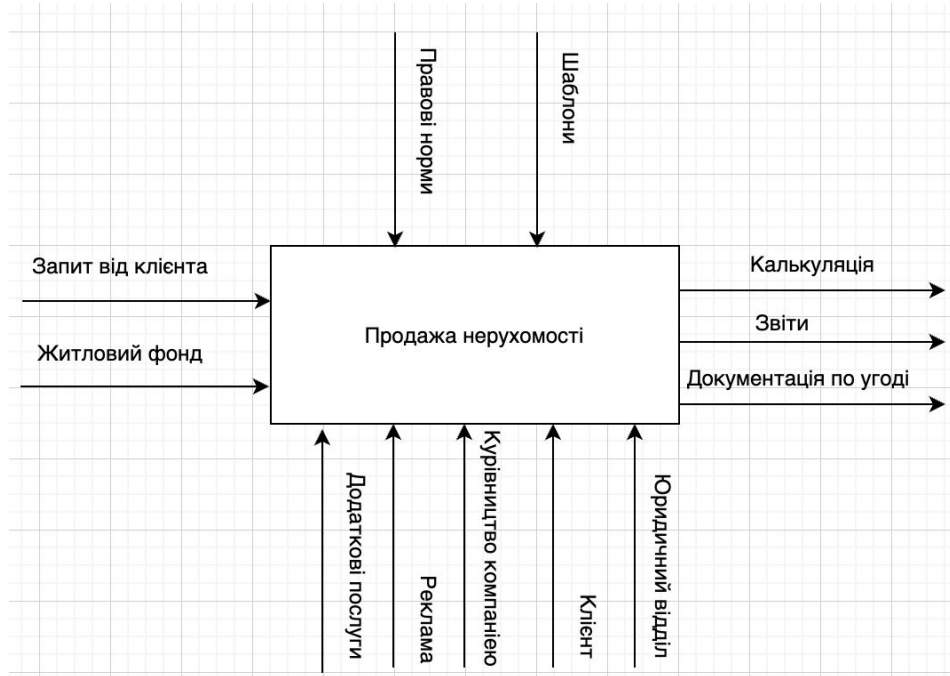 Правові норми
Шаблони
Запит від клієнта
Житловий фонд
Продажа нерухомості
Калькуляція
Звіти
Документація по угоді
Додаткові послуги
Реклама
Курівництво компанією
Клієнт
Юридичний відділ